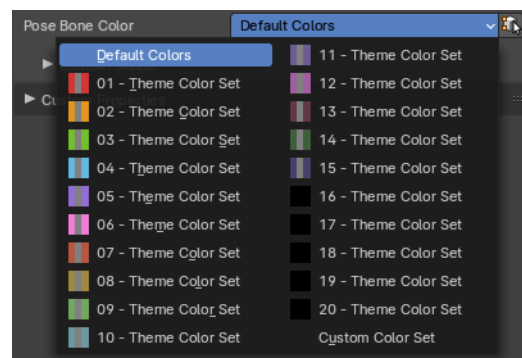 Pose Bone Color
Default Colors
Default Colors
01 - Theme Color Set
02 - Theme Color Set
03 - Theme Color Set
04 - Theme Color Set
05 - Theme Color Set
06 - Theme Color Set
07 - Theme Color Set
08 - Theme Color Set
09 - Theme Color Set
10 - Theme Color Set
11 - Theme Color Set
12 - Theme Color Set
13 - Theme Color Set
14 - Theme Color Set
15 - Theme Color Set
16 - Theme Color Set
17 - Theme Color Set
18 - Theme Color Set
19 - Theme Color Set
20 - Theme Color Set
Custom Color Set